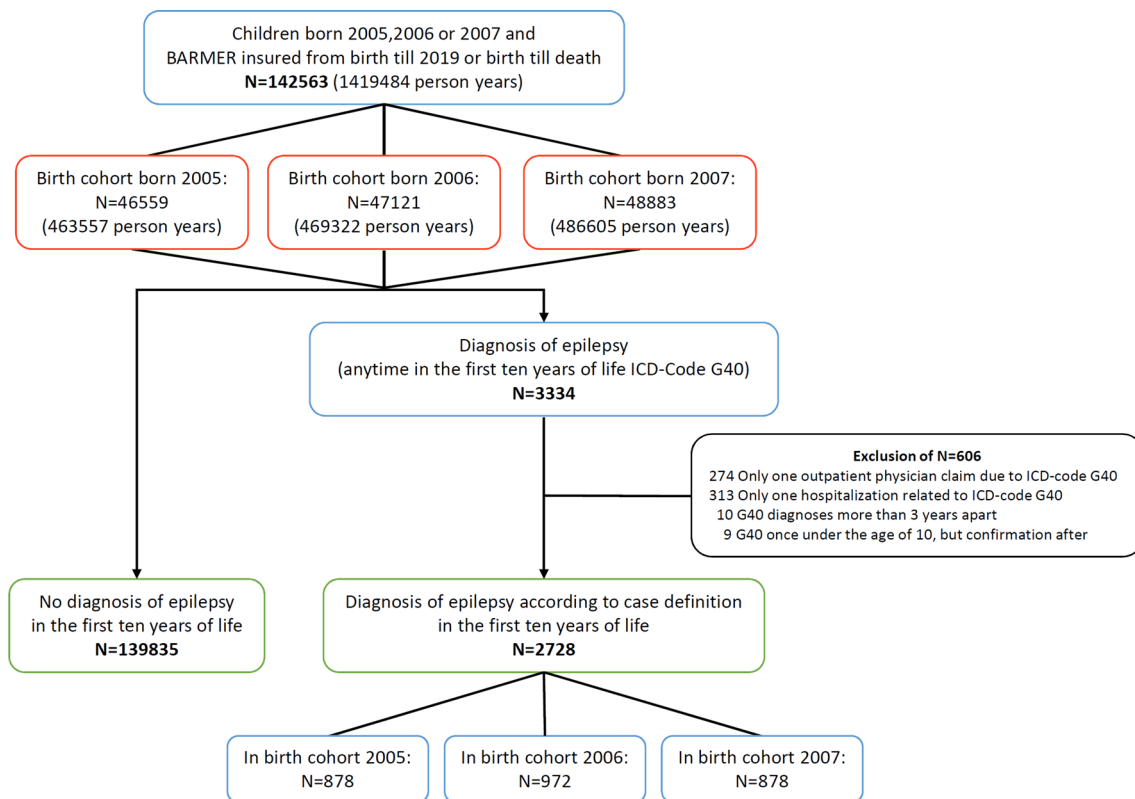 Children born 2005,2006 or 2007 and
BARMER insured from birth till 2019 or birth till death
N=142563 (1419484 person years)
Birth cohort born 2005:
N=46559
(463557 person years)
Birth cohort born 2006:
N=47121
(469322 person years)
Birth cohort born 2007:
N=48883
(486605 person years)
Diagnosis of epilepsy
(anytime in the first ten years of life ICD-Code G40)
N=3334
Exclusion of N=606
274 Only one outpatient physician claim due to ICD-code G40
313 Only one hospitalization related to ICD-code G40
10 G40 diagnoses more than 3 years apart
9 G40 once under the age of 10, but confirmation after
No diagnosis of epilepsy
in the first ten years of life
N=139835
Diagnosis of epilepsy according to case definition
in the first ten years of life
N=2728
In birth cohort 2005:
N=878
In birth cohort 2006:
N=972
In birth cohort 2007:
N=878